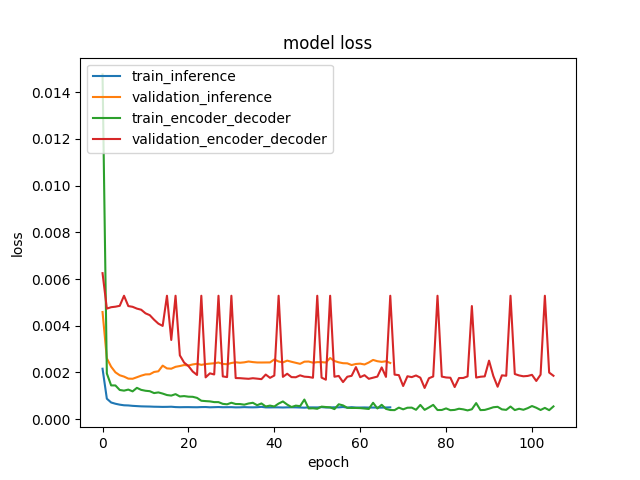 model loss
train_inference
validation_inference
train_encoder_decoder
validation_encoder_decoder
loss
0.014
0.012
0.010
0.008
0.006
0.004
0.002
0.000
0 20 40 60 80 100
epoch